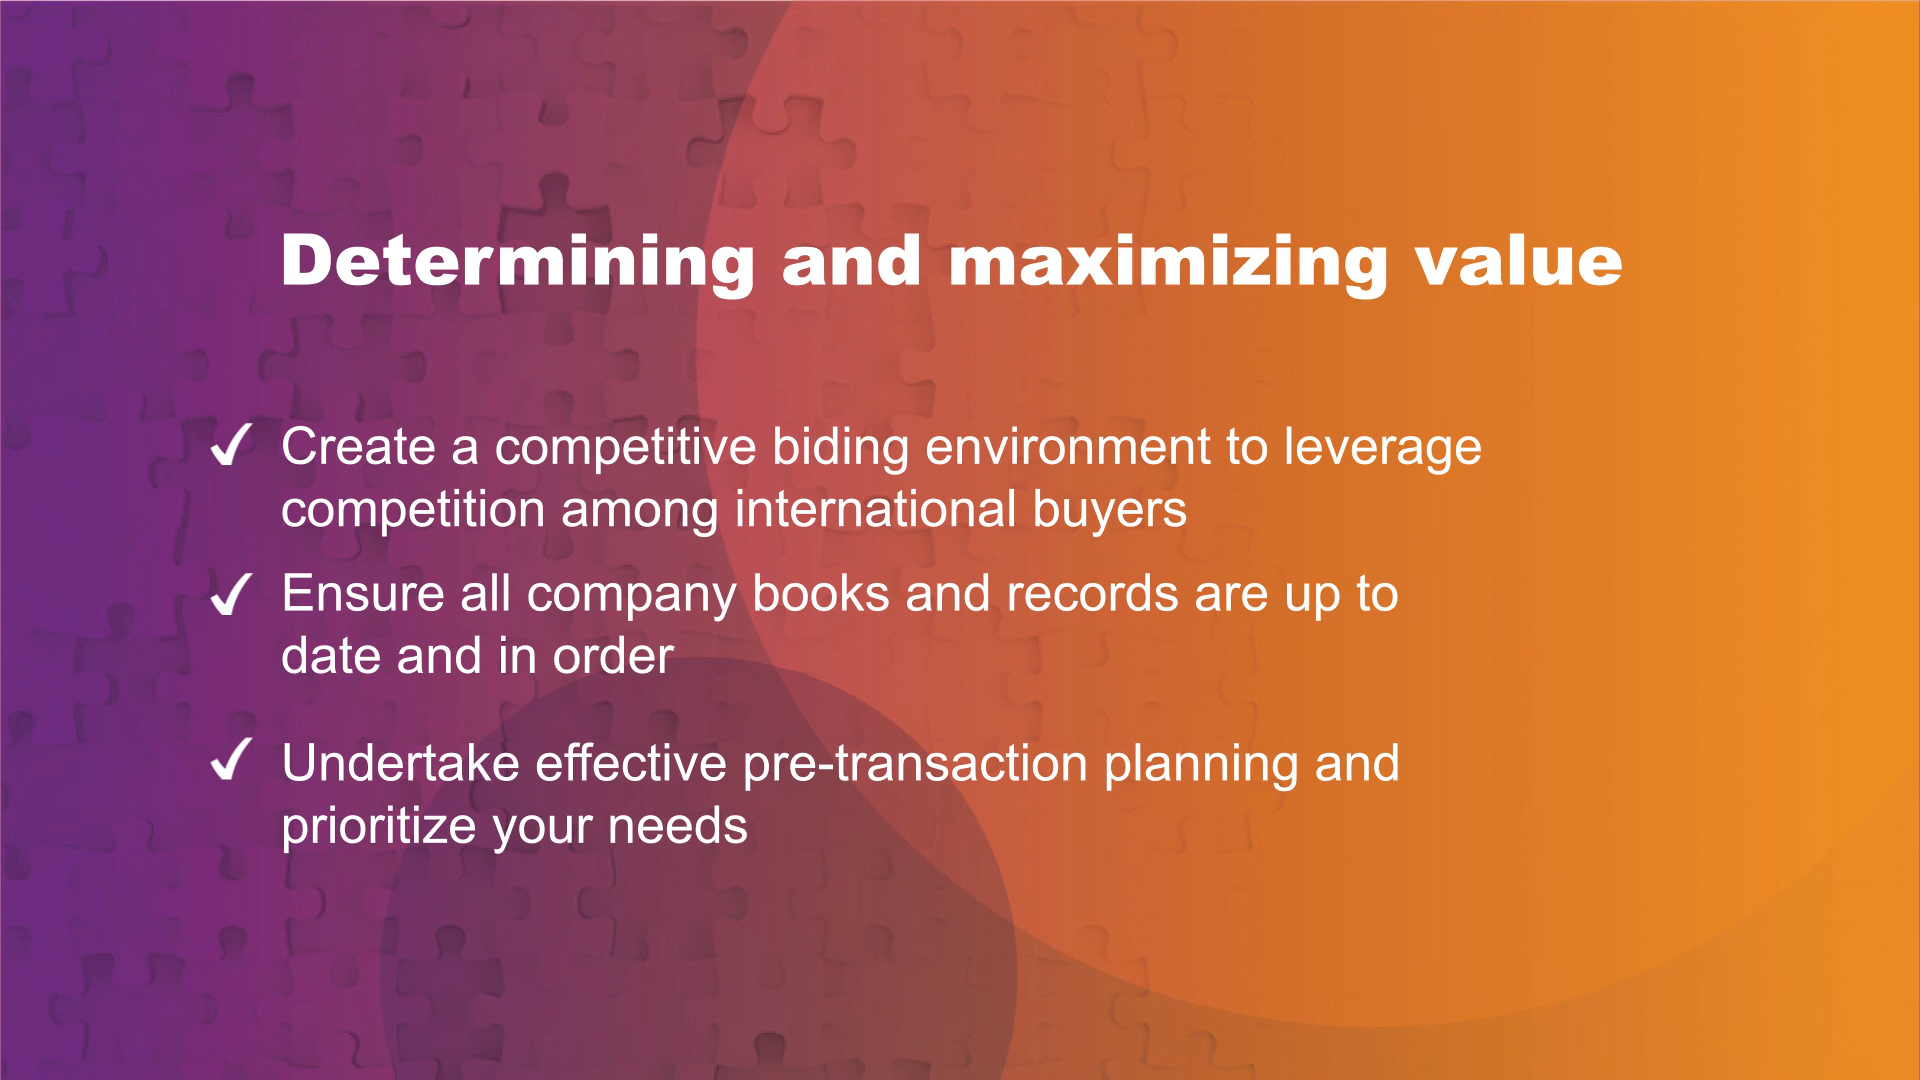 Determining and maximizing value
✓ Create a competitive biding environment to leverage
competition among international buyers
✓ Ensure all company books and records are up to
date and in order
✓ Undertake effective pre-transaction planning and
prioritize your needs